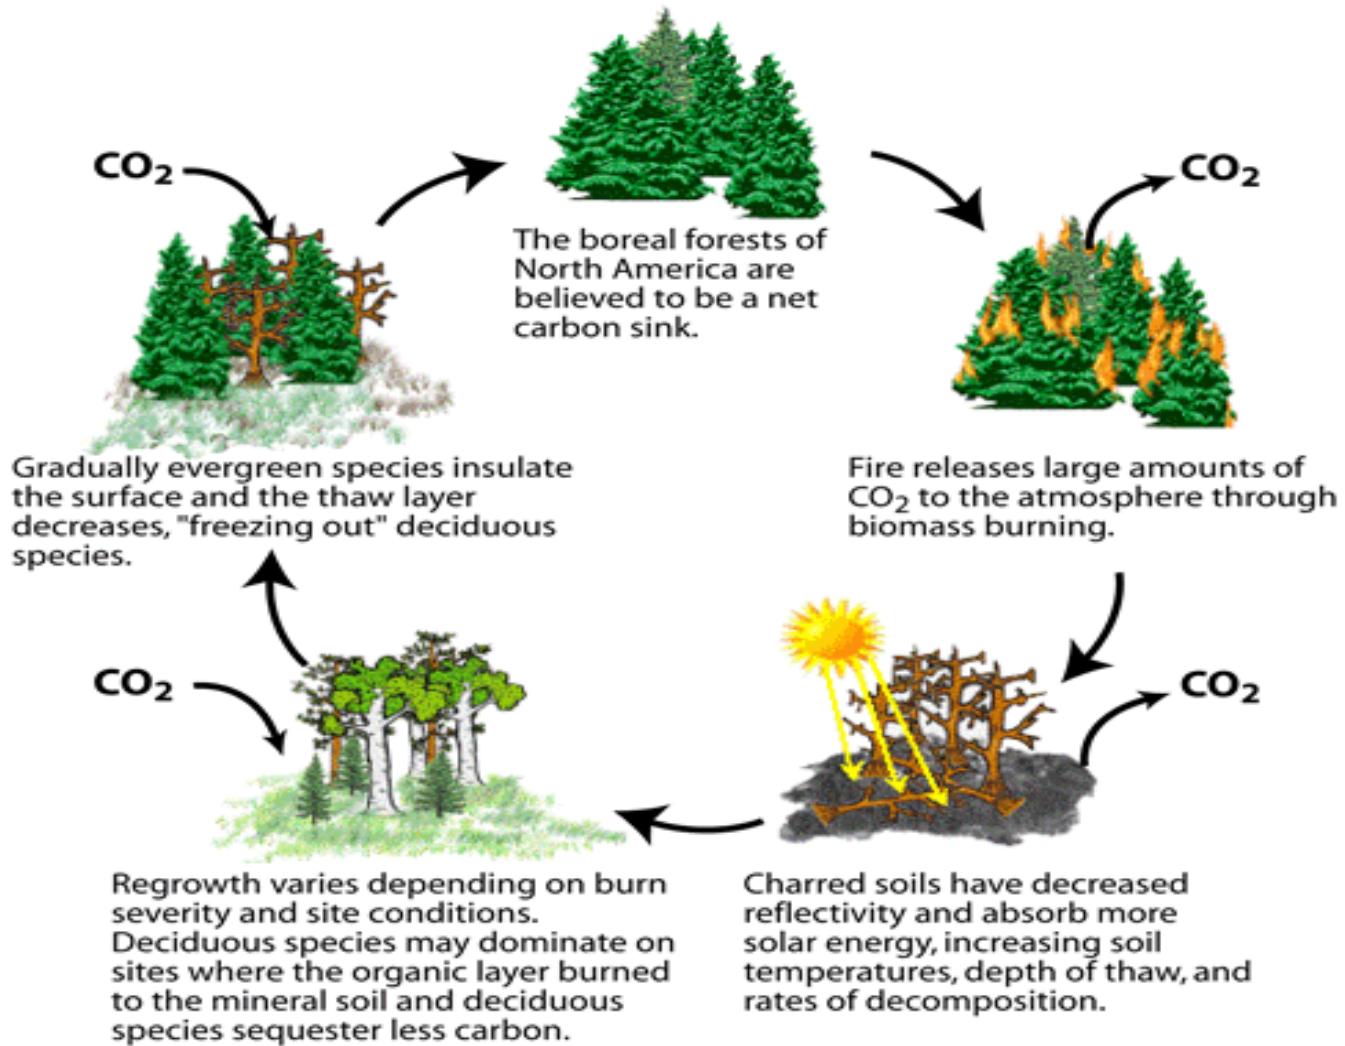 The boreal forests of
North America are
believed to be a net
carbon sink.
CO₂
Fire releases large amounts of
CO₂ to the atmosphere through
biomass burning.
CO₂
Charred soils have decreased
reflectivity and absorb more
solar energy, increasing soil
temperatures, depth of thaw, and
rates of decomposition.
CO₂
Regrowth varies depending on burn
severity and site conditions.
Deciduous species may dominate on
sites where the organic layer burned
to the mineral soil and deciduous
species sequester less carbon.
CO₂
Gradually evergreen species insulate
the surface and the thaw layer
decreases, "freezing out" deciduous
species.